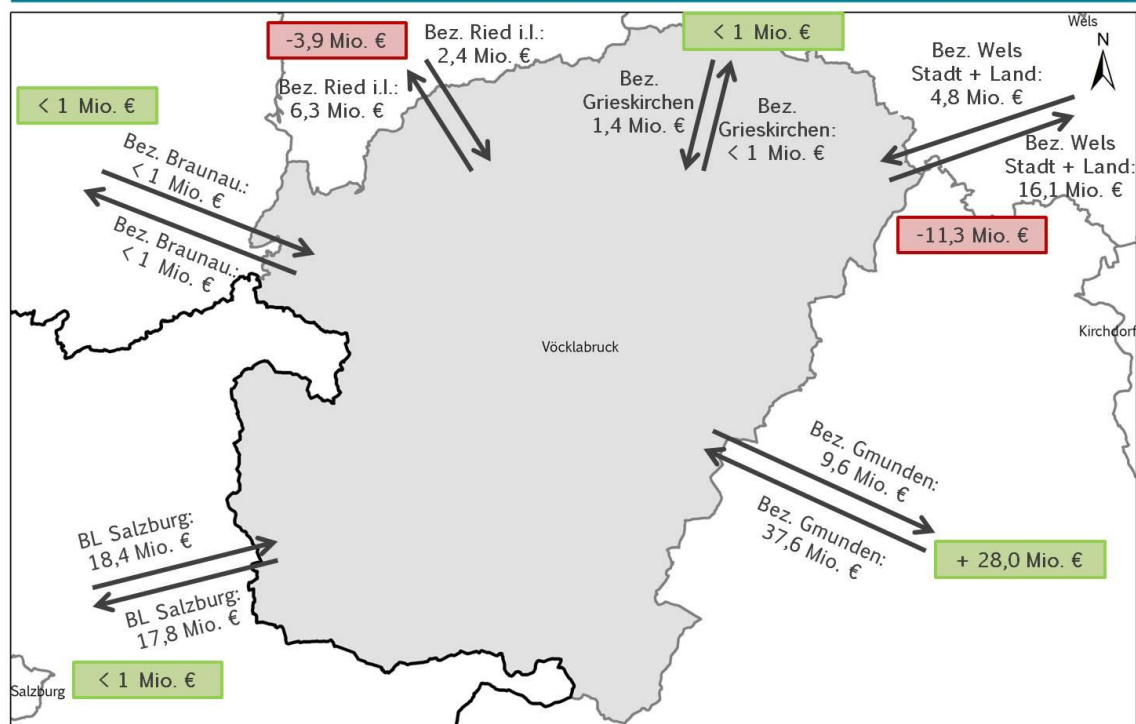 -3,9 Mio. €
Bez. Ried i.I.:
2,4 Mio. €
Bez. Ried i.I.:
6,3 Mio. €
< 1 Mio. €
Bez.
Grieskirchen
1,4 Mio. €
Bez.
Grieskirchen:
< 1 Mio. €
Wels
N
Bez. Wels
Stadt + Land:
4,8 Mio. €
Bez. Wels
Stadt + Land:
16,1 Mio. €
-11,3 Mio. €
< 1 Mio. €
Bez. Braunau.:
< 1 Mio. €
Bez. Braunau.:
< 1 Mio. €
Vöcklabruck
Kirchdorf
Bez. Gmunden:
9,6 Mio. €
Bez. Gmunden:
37,6 Mio. €
+ 28,0 Mio. €
BL Salzburg:
18,4 Mio. €
BL Salzburg:
17,8 Mio. €
< 1 Mio. €
Salzburg